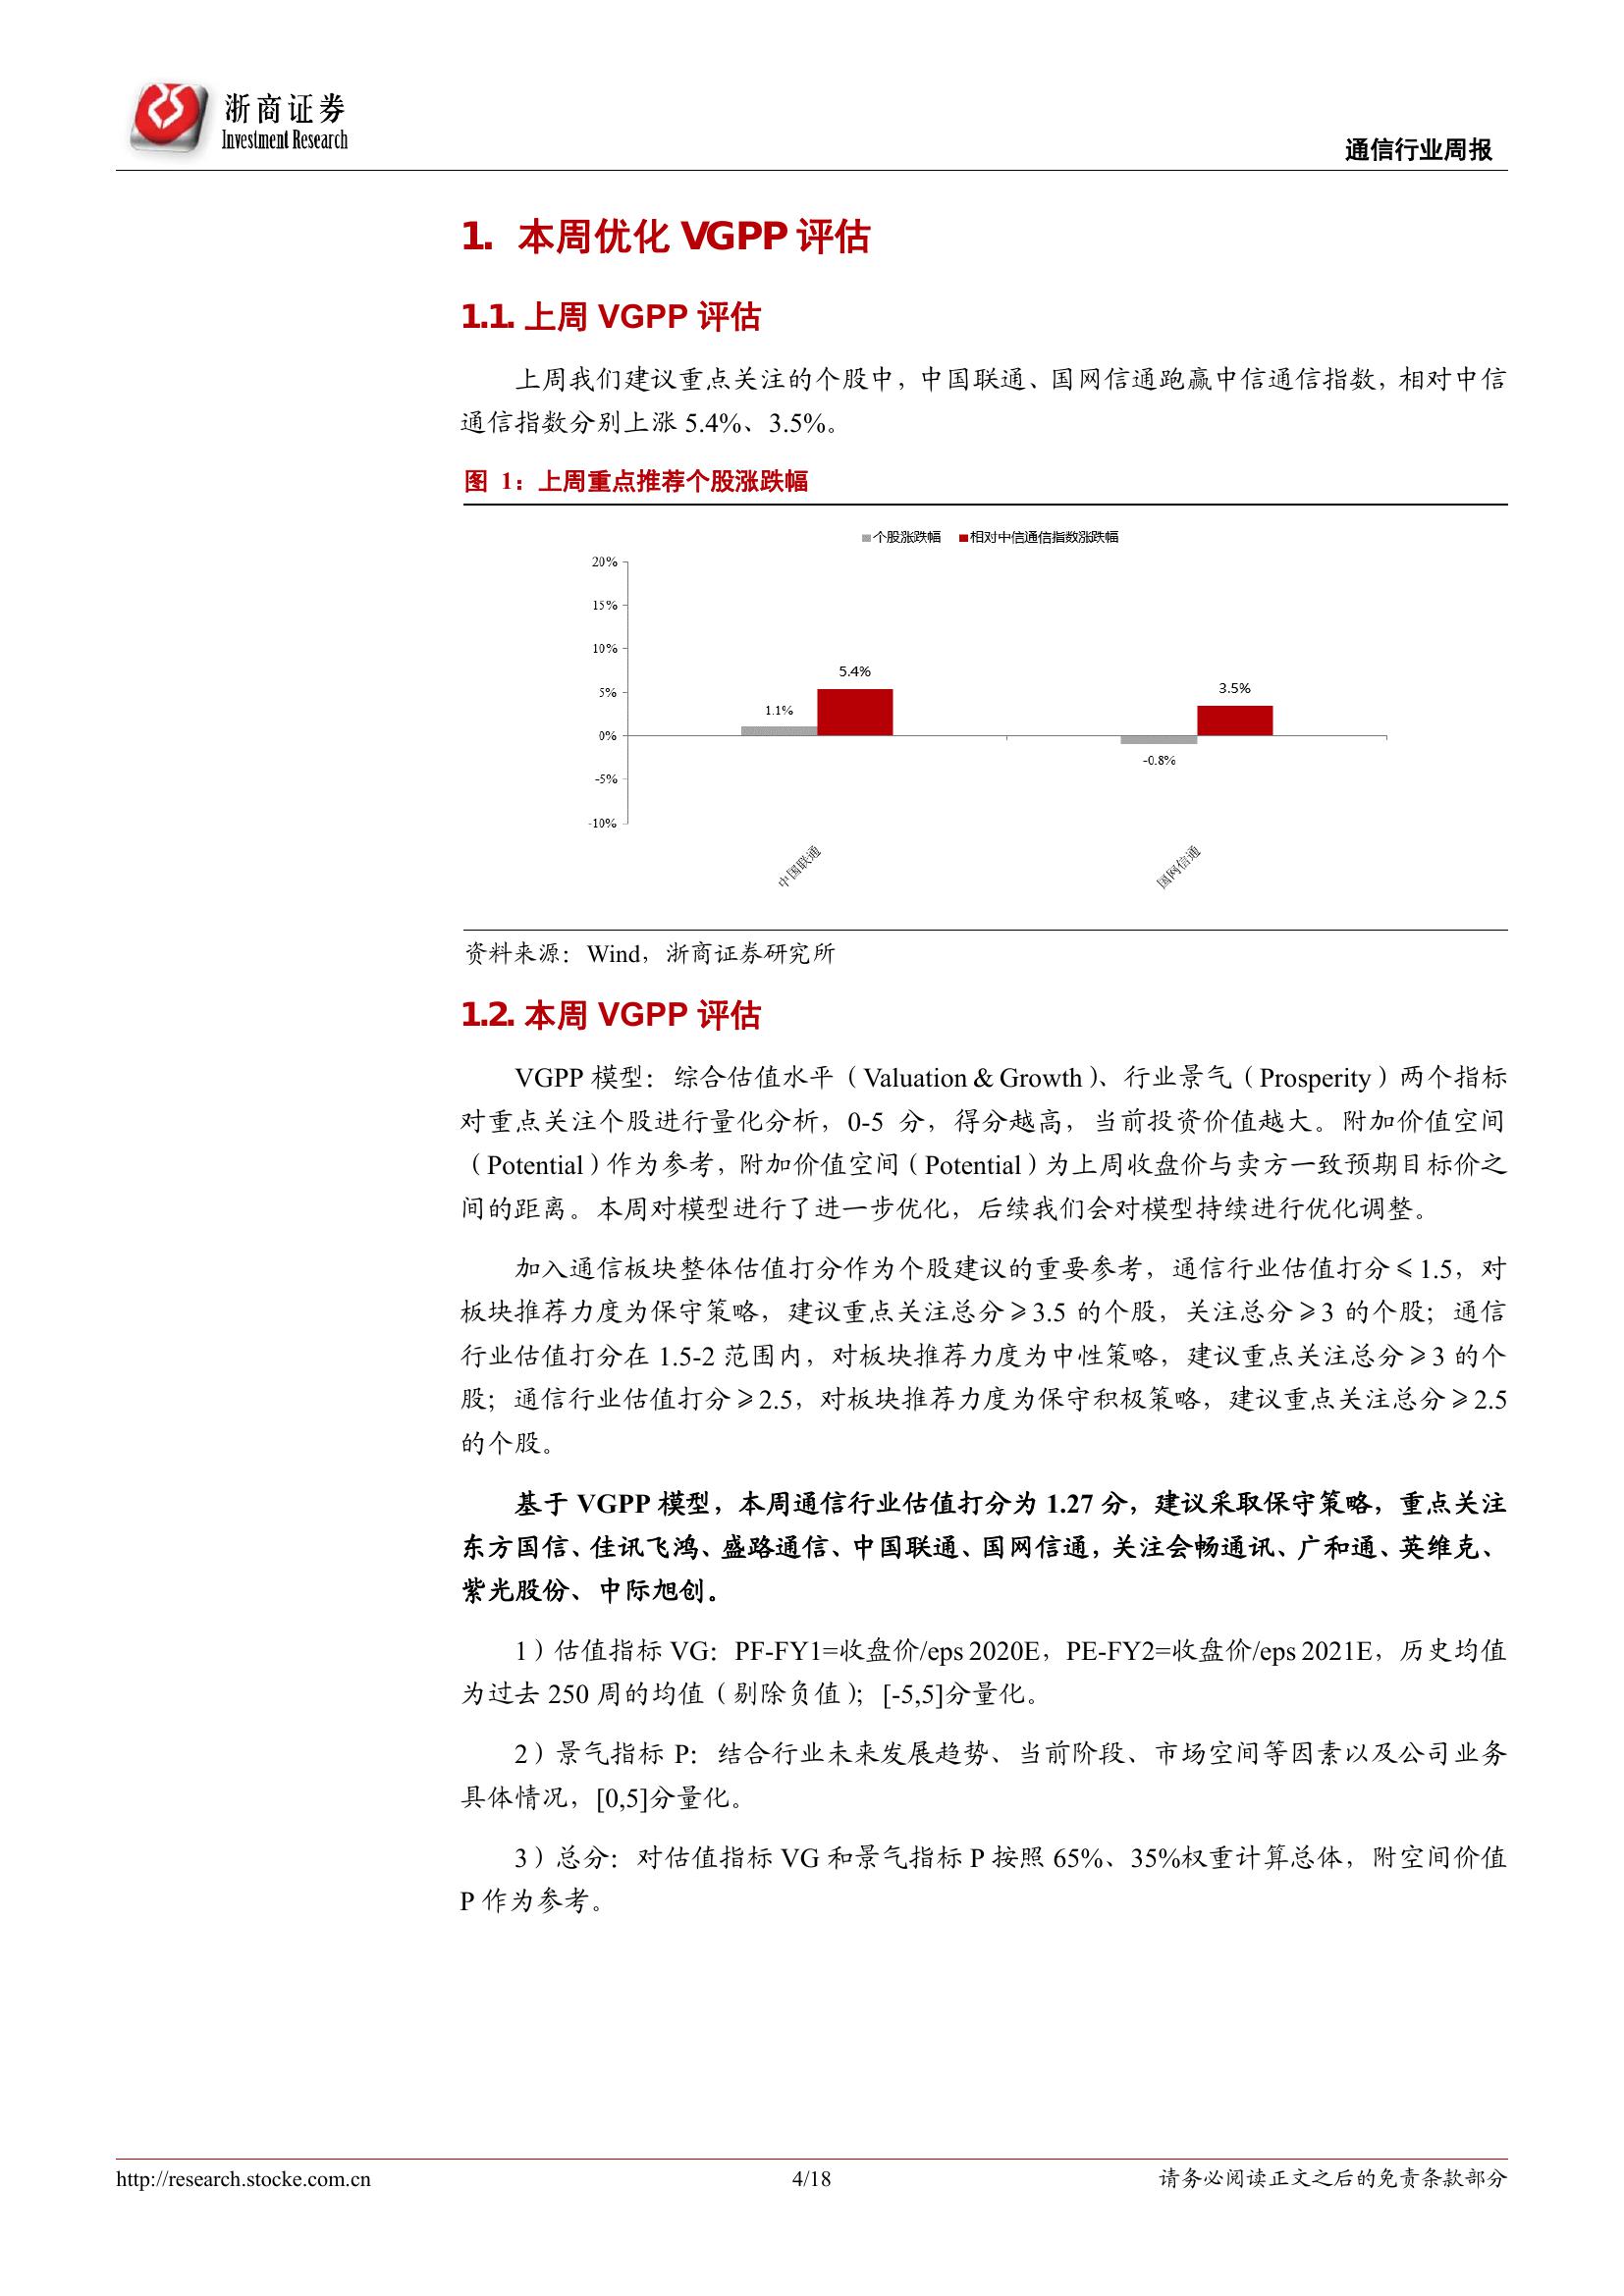 浙商证券
Investment Research
通信行业周报
1. 本周优化 VGPP 评估
1.1. 上周 VGPP 评估
上周我们建议重点关注的个股中，中国联通、国网信通跑赢中信通信指数，相对中信
通信指数分别上涨 5.4%、3.5%。
图 1：上周重点推荐个股涨跌幅
个股涨跌幅 相对中信通信指数涨跌幅
20%
15%
10%
5%
0%
-5%
-10%
1.1%
5.4%
-0.8%
3.5%
中国联通
国网信通
资料来源：Wind，浙商证券研究所
1.2. 本周 VGPP 评估
VGPP 模型：综合估值水平（Valuation & Growth）、行业景气（Prosperity）两个指标
对重点关注个股进行量化分析，0-5 分，得分越高，当前投资价值越大。附加价值空间
（Potential）作为参考，附加价值空间（Potential）为上周收盘价与卖方一致预期目标价之
间的距离。本周对模型进行了进一步优化，后续我们会对模型持续进行优化调整。
加入通信板块整体估值打分作为个股建议的重要参考，通信行业估值打分≤1.5，对
板块推荐力度为保守策略，建议重点关注总分≥3.5 的个股，关注总分≥3 的个股；通信
行业估值打分在 1.5-2 范围内，对板块推荐力度为中性策略，建议重点关注总分≥3 的个
股；通信行业估值打分≥2.5，对板块推荐力度为保守积极策略，建议重点关注总分≥2.5
的个股。
基于 VGPP 模型，本周通信行业估值打分为 1.27 分，建议采取保守策略，重点关注
东方国信、佳讯飞鸿、盛路通信、中国联通、国网信通，关注会畅通讯、广和通、英维克、
紫光股份、中际旭创。
1）估值指标 VG：PF-FY1=收盘价/eps 2020E，PE-FY2=收盘价/eps 2021E，历史均值
为过去 250 周的均值（剔除负值）；[-5,5]分量化。
2）景气指标 P：结合行业未来发展趋势、当前阶段、市场空间等因素以及公司业务
具体情况，[0,5]分量化。
3）总分：对估值指标 VG 和景气指标 P 按照 65%、35%权重计算总体，附空间价值
P 作为参考。
http://research.stocke.com.cn
4/18
请务必阅读正文之后的免责条款部分